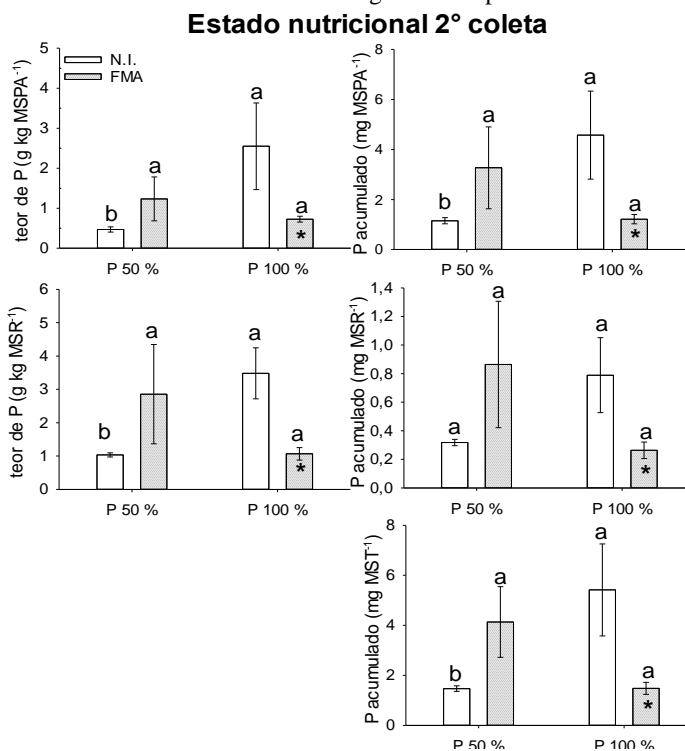 Estado nutricional 2° coleta
N.I.
FMA
teor de P (g kg MSPA-1)
5
4
3
2
1
0
b
a
a
a
*
P 50 %
P 100 %
P acumulado (mg MSPA-1)
8
6
4
2
0
b
a
a
a
*
P 50 %
P 100 %
teor de P (g kg MSR-1)
6
5
4
3
2
1
0
b
a
a
a
*
P 50 %
P 100 %
P acumulado (mg MSR-1)
1,4
1,2
1,0
0,8
0,6
0,4
0,2
0,0
a
a
a
a
*
P 50 %
P 100 %
P acumulado (mg MST-1)
8
6
4
2
0
b
a
a
a
*
P 50 %
P 100 %